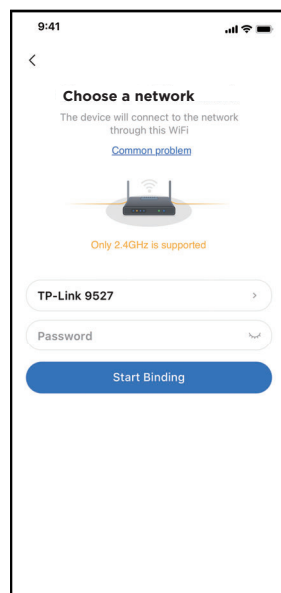 9:41
Choose a network
The device will connect to the network
through this WiFi
Common problem
Only 2.4GHz is supported
TP-Link 9527
Password
Start Binding